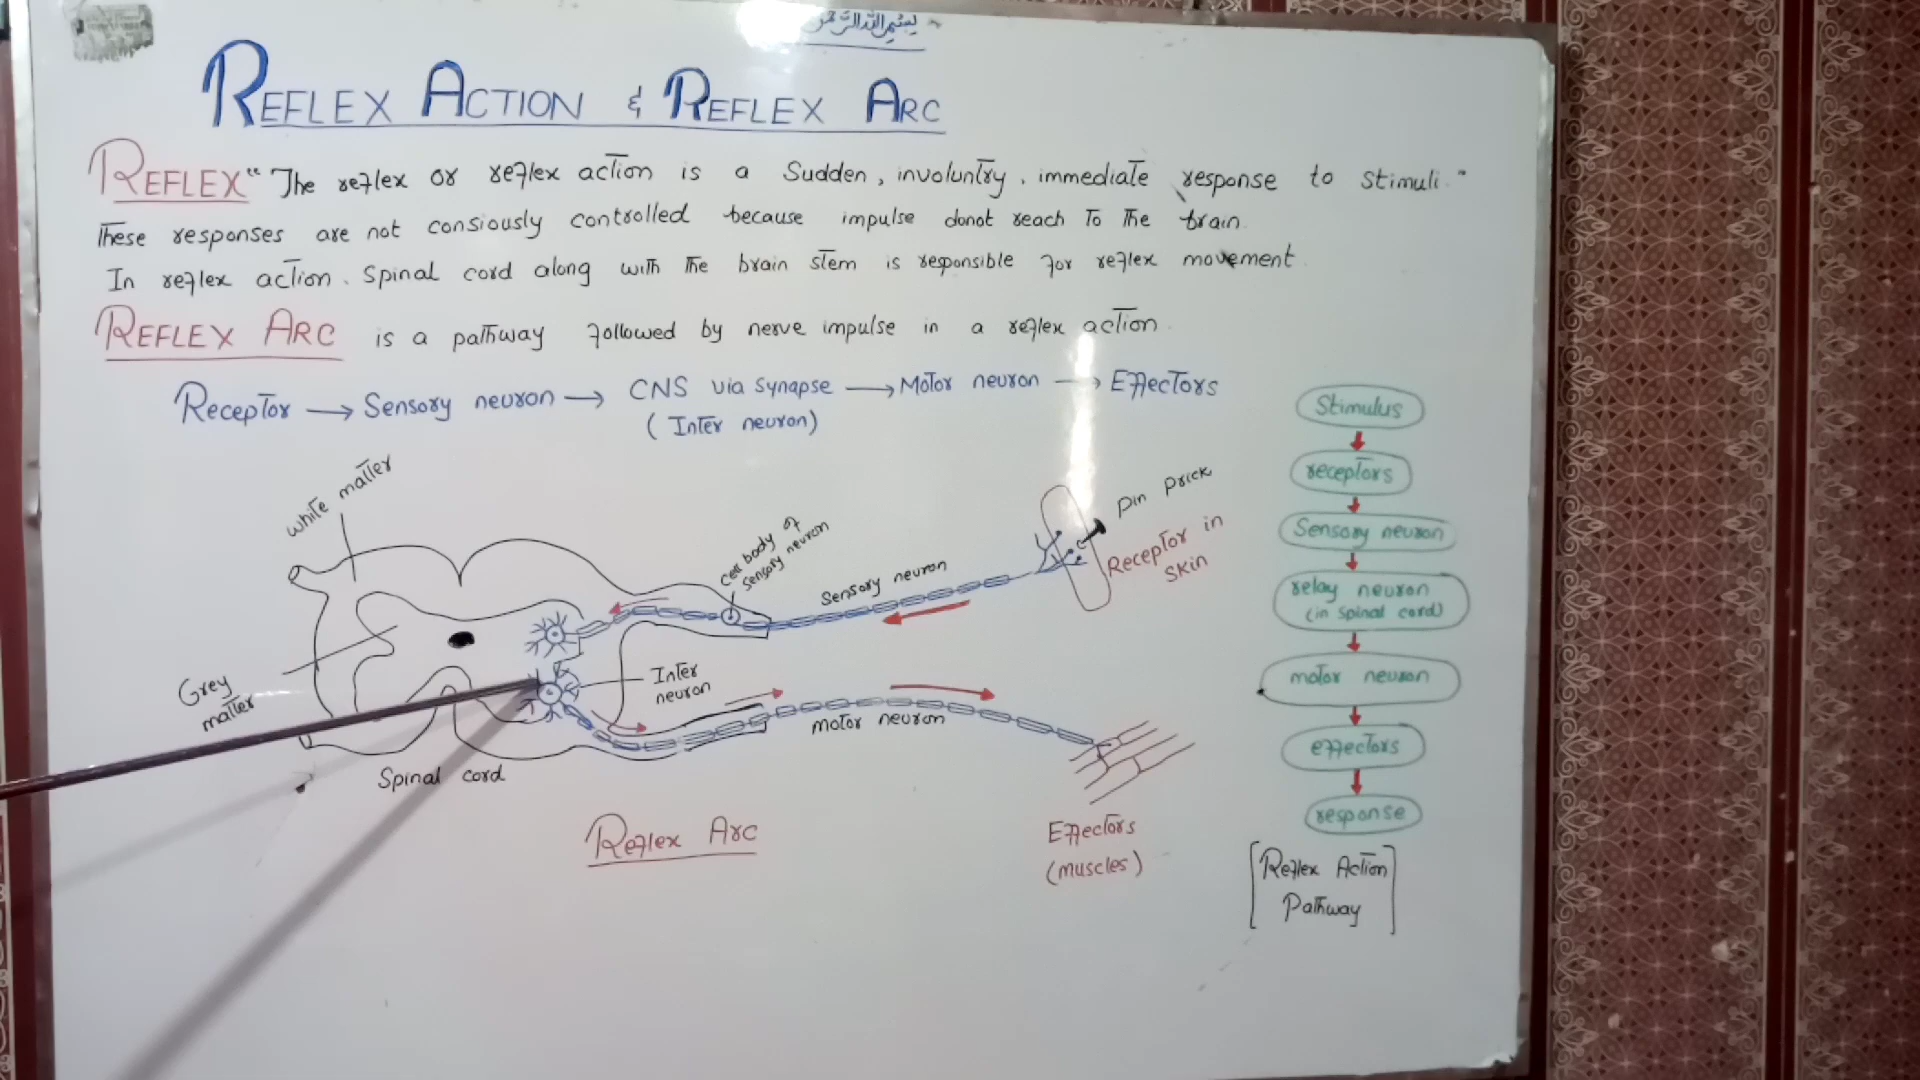 بسم الله الرحمن
REFLEX ACTION & REFLEX ARC
REFLEX "The reflex or reflex action is a Sudden, involuntry, immediate response to stimuli."
These responses are not consiously controlled because impulse donot reach To The brain.
In reflex action. Spinal cord along with The brain stem is responsible for reflex movement
REFLEX ARC is a pathway followed by nerve impulse in a reflex action.
Receptor → Sensory neuron → CNS via synapse → Motor neuron → Effectors
(Inter neuron)
white matter
Grey matter
Spinal cord
cell body of
sensory neuron
Sensory neuron
Pin Prick
Receptor in
skin
Inter
neuron
motor neuron
Reflex Arc
Effectors
(muscles)
Stimulus
receptors
Sensory neuron
relay neuron
(in spinal cord)
motor neuron
effectors
response
[Reflex Action
Pathway]